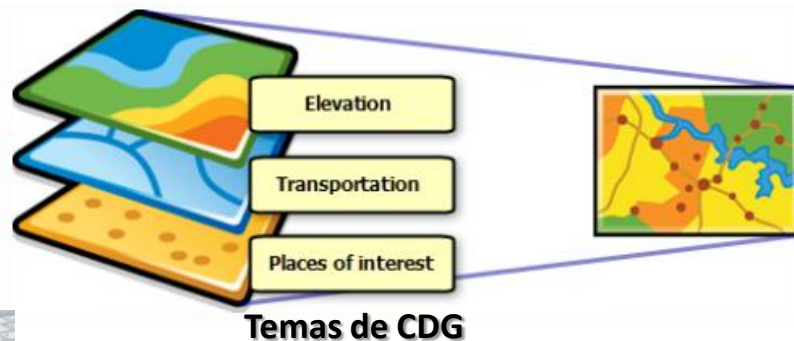 Elevation
Transportation
Places of interest
Temas de CDG